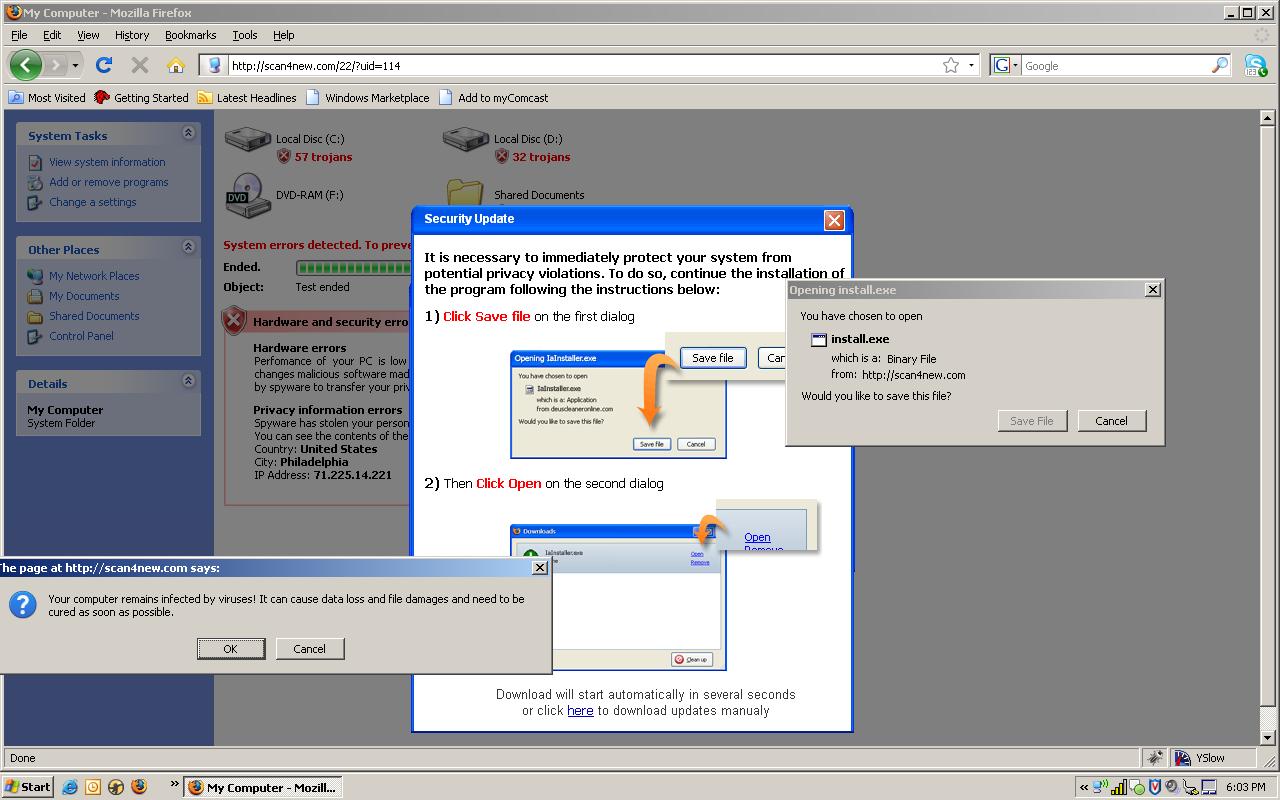 My Computer - Mozilla Firefox
File Edit View History Bookmarks Tools Help
http://scan4new.com/22/?uid=114
G Google
Most Visited Getting Started Latest Headlines Windows Marketplace Add to myComcast
System Tasks
View system information
Add or remove programs
Change a settings
Other Places
My Network Places
My Documents
Shared Documents
Control Panel
Details
My Computer
System Folder
Local Disc (C:)
57 trojans
Local Disc (D:)
32 trojans
DVD
DVD-RAM (F:)
Shared Documents
System errors detected. To preve
Ended.
Object: Test ended
Hardware and security erro
Hardware errors
Perfomance of your PC is low
changes malicious software mad
by spyware to transfer your priv
Privacy information errors
Spyware has stolen your person
You can see the contents of the
Country: United States
City: Philadelphia
IP Address: 71.225.14.221
Security Update
It is necessary to immediately protect your system from
potential privacy violations. To do so, continue the installation of
the program following the instructions below:
1) Click Save file on the first dialog
Save file Can
Opening IaInstaller.exe
You have chosen to open
IaInstaller.exe
which is a: Application
from deuscleaneronline.com
Would you like to save this file?
Save file Cancel
2) Then Click Open on the second dialog
Downloads
IaInstaller.exe
Open
Remove
Open
Remove
Clean up
Download will start automatically in several seconds
or click here to download updates manualy
Opening install.exe
You have chosen to open
install.exe
which is a: Binary File
from: http://scan4new.com
Would you like to save this file?
Save File Cancel
The page at http://scan4new.com says:
Your computer remains infected by viruses! It can cause data loss and file damages and need to be
cured as soon as possible.
OK Cancel
Done
YSlow
Start
My Computer - Mozill...
6:03 PM